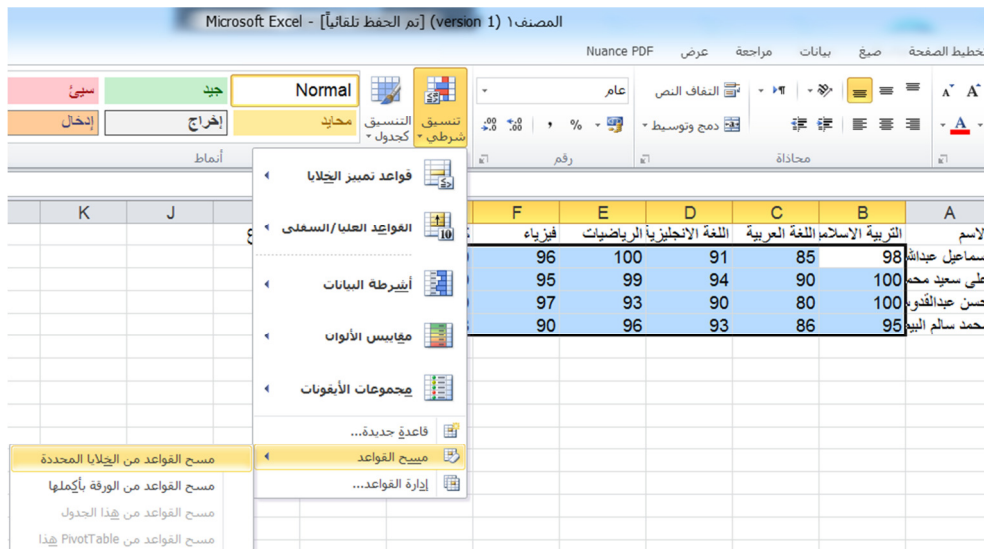 المصنف١ (version 1) [تم الحفظ تلقائياً] - Microsoft Excel
تخطيط الصفحة صيغ بيانات مراجعة عرض Nuance PDF
التفاف النص
عام
تنسيق شرطي
التنسيق كجدول
Normal
جيد
سيئ
دمج وتوسيط
%
محايد
إخراج
إدخال
محاذاة
رقم
أنماط
A B C D E F J K
الاسم التربية الاسلامية اللغة العربية اللغة الانجليزية الرياضيات فيزياء
98 85 91 100 96
على سعيد 100 90 94 99 95
100 80 90 93 97
محمد سالم 95 86 93 96 90
قواعد تمييز الخلايا
القواعد العليا/السفلى
أشرطة البيانات
مقاييس الألوان
مجموعات الأيقونات
قاعدة جديدة...
مسح القواعد
إدارة القواعد...
مسح القواعد من الخلايا المحددة
مسح القواعد من الورقة بأكملها
مسح القواعد من هذا الجدول
مسح القواعد من PivotTable هذا